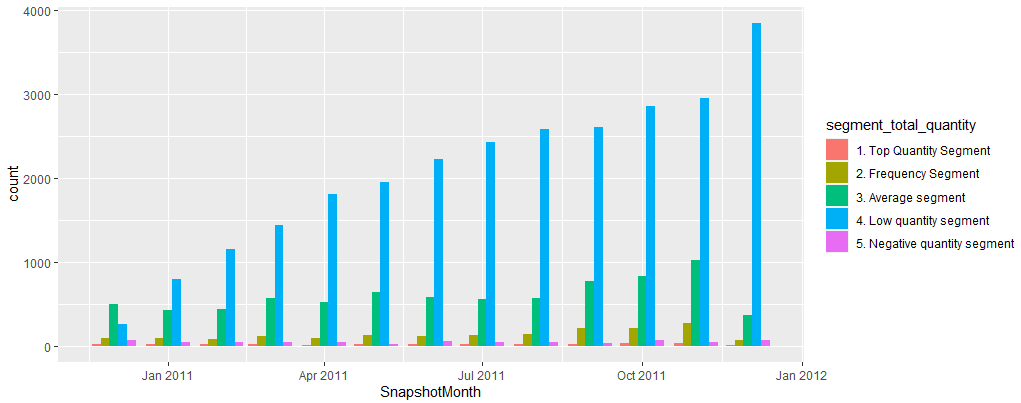 4000
3000
2000
1000
0
count
Jan 2011
Apr 2011
Jul 2011
Oct 2011
Jan 2012
SnapshotMonth
segment_total_quantity
1. Top Quantity Segment
2. Frequency Segment
3. Average segment
4. Low quantity segment
5. Negative quantity segment